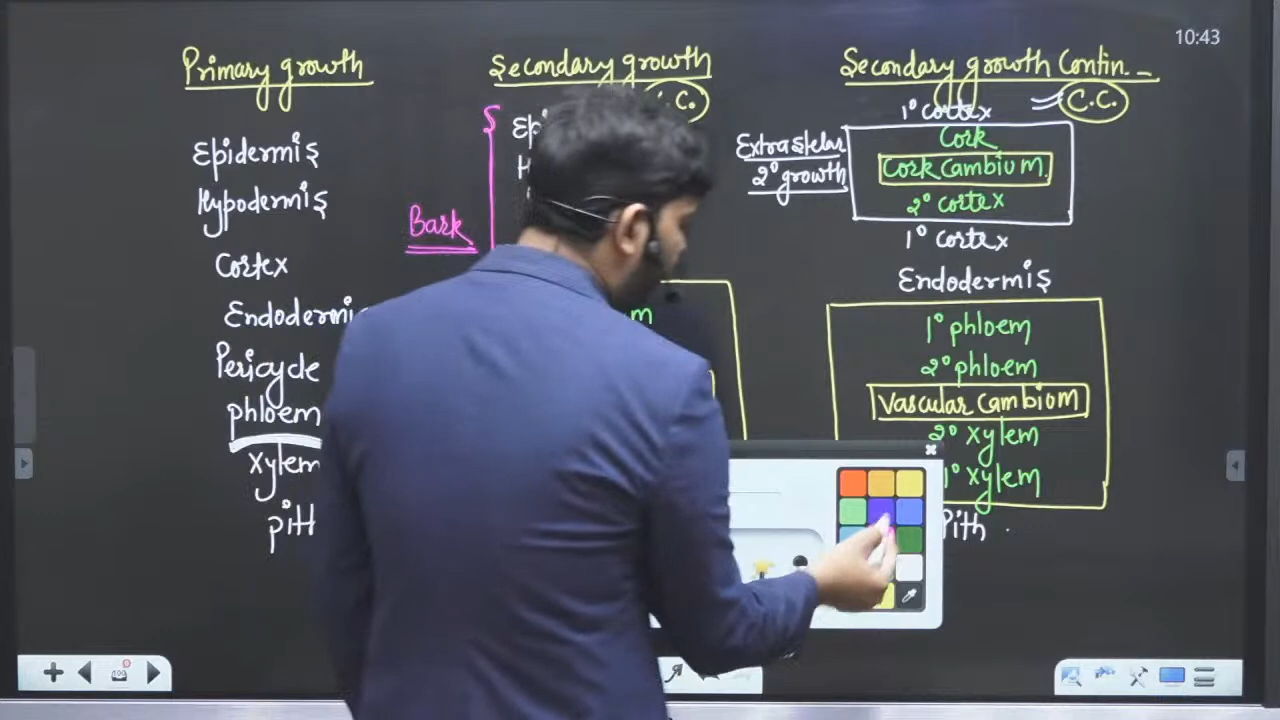 10:43
Primary growth
Epidermis
Hypodermis
Cortex
Endodermis
Pericycle
phloem
xylem
pith
Secondary growth
C.C.
Bark
Secondary growth Contin...
C.C.
1° cortex
Extrastelar
2° growth
Cork
Cork cambium.
2° cortex
1° cortex
Endodermis
1° phloem
2° phloem
Vascular cambium
2° xylem
1° xylem
Pith